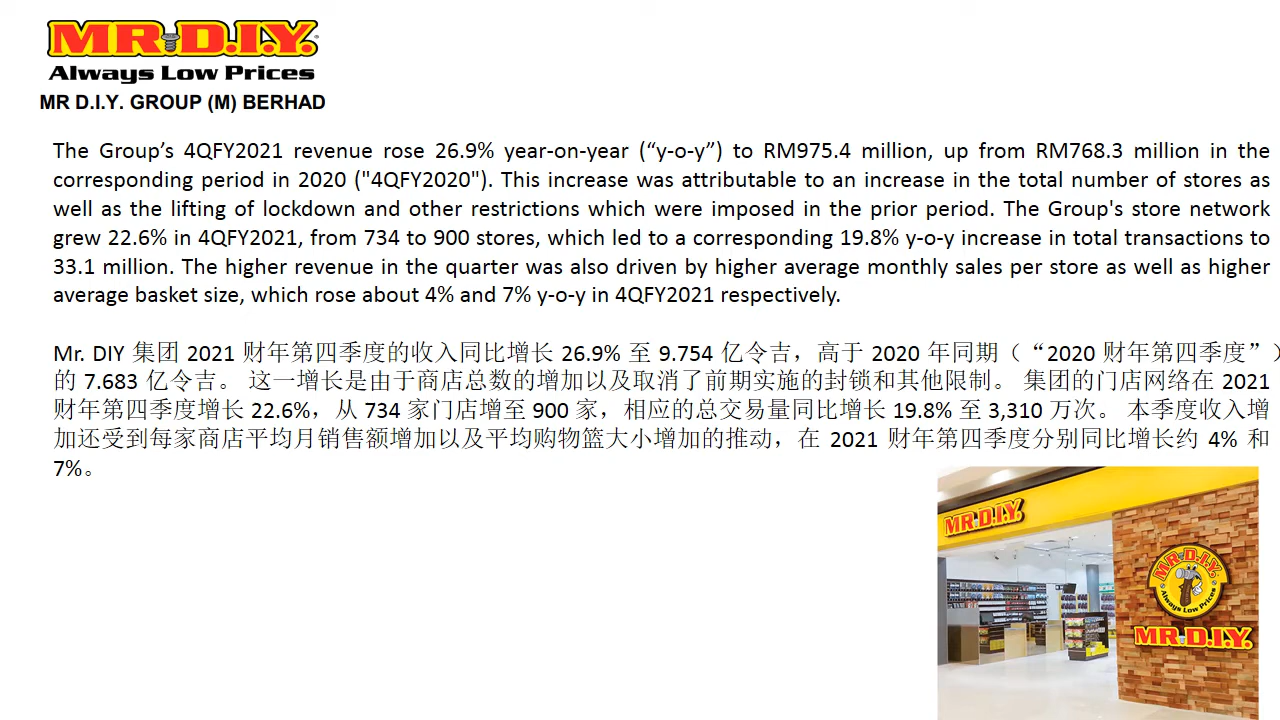 MR D.I.Y.
Always Low Prices
MR D.I.Y. GROUP (M) BERHAD
The Group’s 4QFY2021 revenue rose 26.9% year-on-year (“y-o-y”) to RM975.4 million, up from RM768.3 million in the
corresponding period in 2020 ("4QFY2020"). This increase was attributable to an increase in the total number of stores as
well as the lifting of lockdown and other restrictions which were imposed in the prior period. The Group's store network
grew 22.6% in 4QFY2021, from 734 to 900 stores, which led to a corresponding 19.8% y-o-y increase in total transactions to
33.1 million. The higher revenue in the quarter was also driven by higher average monthly sales per store as well as higher
average basket size, which rose about 4% and 7% y-o-y in 4QFY2021 respectively.
Mr. DIY 集团 2021 财年第四季度的收入同比增长 26.9% 至 9.754 亿令吉，高于 2020 年同期（“2020 财年第四季度”）
的 7.683 亿令吉。 这一增长是由于商店总数的增加以及取消了前期实施的封锁和其他限制。 集团的门店网络在 2021
财年第四季度增长 22.6%，从 734 家门店增至 900 家，相应的总交易量同比增长 19.8% 至 3,310 万次。 本季度收入增
加还受到每家商店平均月销售额增加以及平均购物篮大小增加的推动，在 2021 财年第四季度分别同比增长约 4% 和
7%。
MR.D.I.Y.
MR.D.I.Y.
Always Low Prices
MR.D.I.Y.